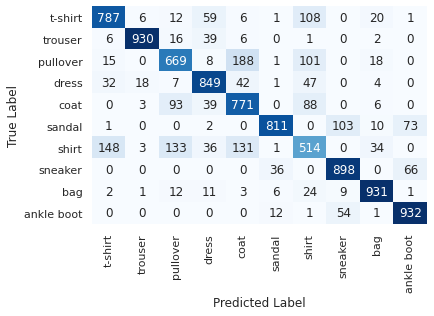 True Label
t-shirt 787 6 12 59 6 1 108 0 20 1
trouser 6 930 16 39 6 0 1 0 2 0
pullover 15 0 669 8 188 1 101 0 18 0
dress 32 18 7 849 42 1 47 0 4 0
coat 0 3 93 39 771 0 88 0 6 0
sandal 1 0 0 2 0 811 0 103 10 73
shirt 148 3 133 36 131 1 514 0 34 0
sneaker 0 0 0 0 0 36 0 898 0 66
bag 2 1 12 11 3 6 24 9 931 1
ankle boot 0 0 0 0 0 12 1 54 1 932
t-shirt trouser pullover dress coat sandal shirt sneaker bag ankle boot
Predicted Label